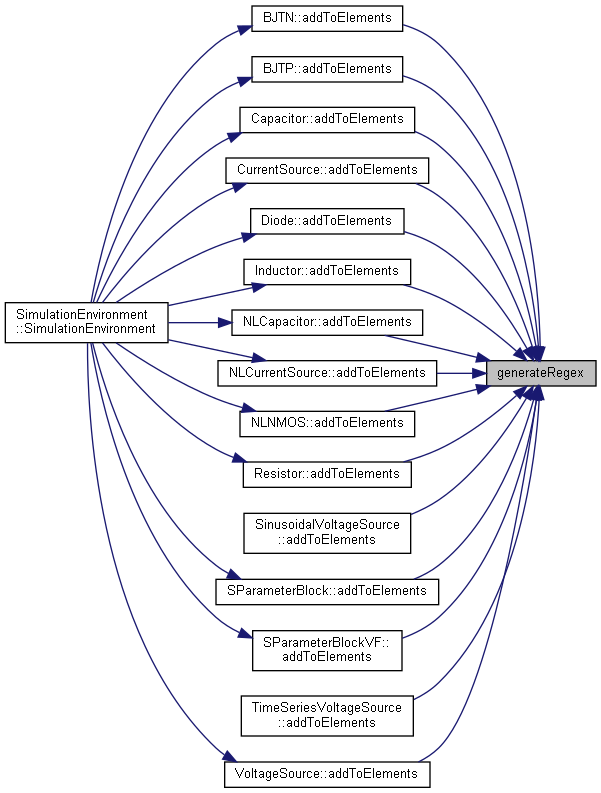 BJTN::addToElements
BJTP::addToElements
Capacitor::addToElements
CurrentSource::addToElements
Diode::addToElements
Inductor::addToElements
SimulationEnvironment
::SimulationEnvironment
NLCapacitor::addToElements
NLCurrentSource::addToElements
generateRegex
NLNMOS::addToElements
Resistor::addToElements
SinusoidalVoltageSource
::addToElements
SParameterBlock::addToElements
SParameterBlockVF::
addToElements
TimeSeriesVoltageSource
::addToElements
VoltageSource::addToElements